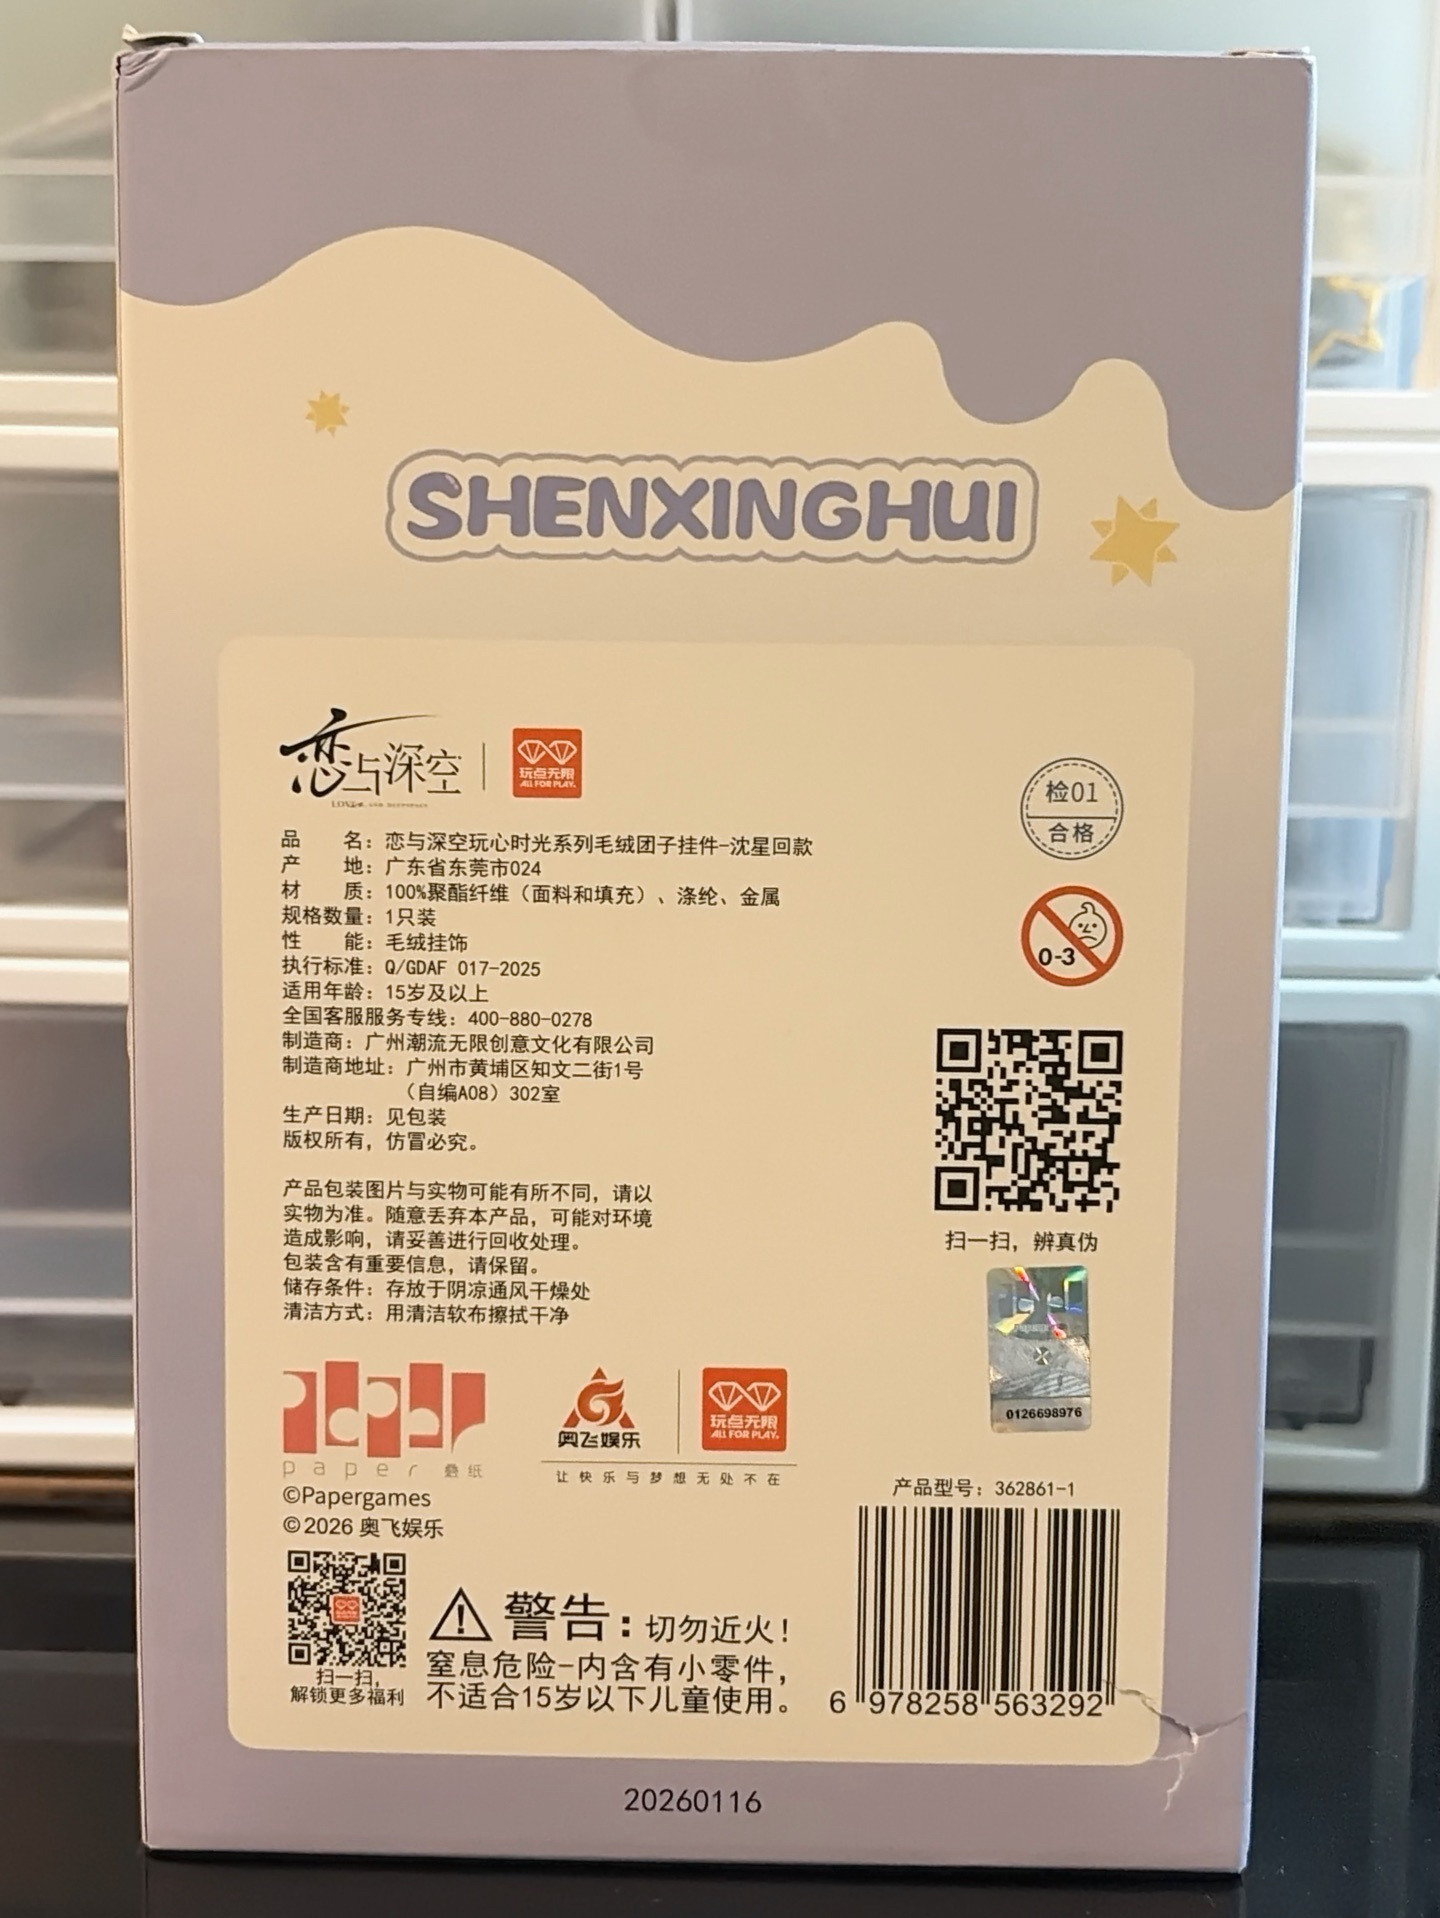 SHENXINGHUI
恋与深空
玩点无限
ALL FOR PLAY.
检01
合格
品 名：恋与深空玩心时光系列毛绒团子挂件-沈星回款
产 地：广东省东莞市024
材 质：100%聚酯纤维（面料和填充）、涤纶、金属
规格数量：1只装
性 能：毛绒挂饰
执行标准：Q/GDAF 017-2025
适用年龄：15岁及以上
全国客服服务专线：400-880-0278
制造商：广州潮流无限创意文化有限公司
制造商地址：广州市黄埔区知文二街1号
（自编A08）302室
生产日期：见包装
版权所有，仿冒必究。
0-3
产品包装图片与实物可能有所不同，请以
实物为准。随意丢弃本产品，可能对环境
造成影响，请妥善进行回收处理。
包装含有重要信息，请保留。
储存条件：存放于阴凉通风干燥处
清洁方式：用清洁软布擦拭干净
扫一扫，辨真伪
0126698976
paper 叠纸
©Papergames
©2026 奥飞娱乐
奥飞娱乐
玩点无限
ALL FOR PLAY.
让快乐与梦想无处不在
产品型号：362861-1
扫一扫，
解锁更多福利
警告：切勿近火！
窒息危险-内含有小零件，
不适合15岁以下儿童使用。
6 978258 563292
20260116